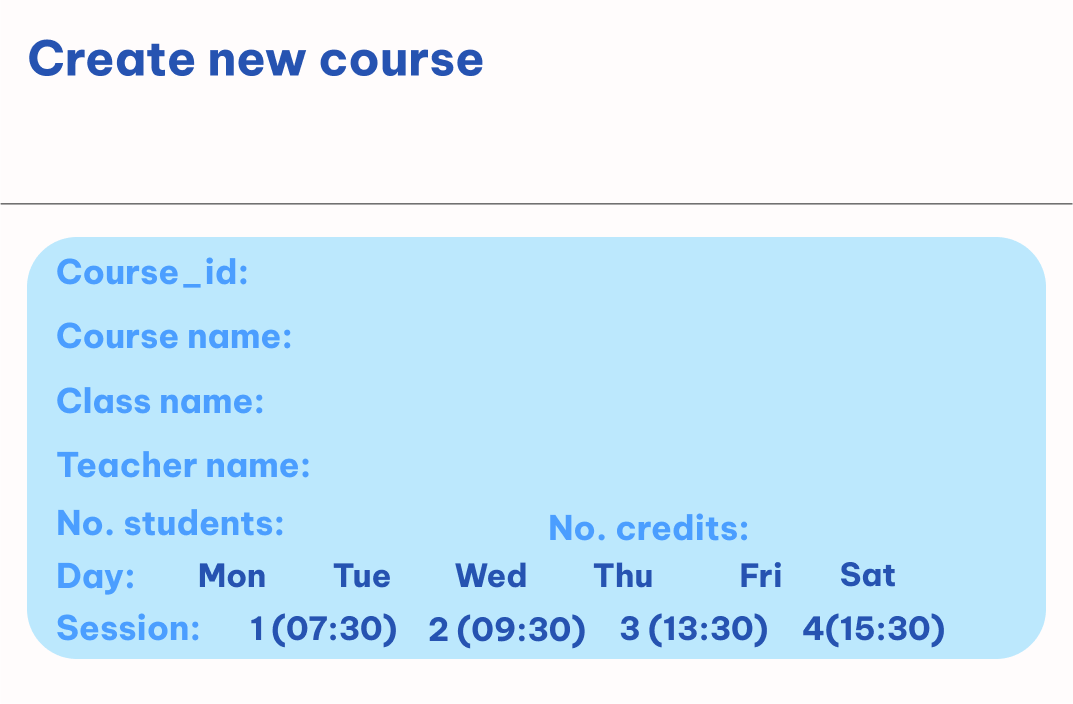 Create new course
Course_id:
Course name:
Class name:
Teacher name:
No. students: No. credits:
Day: Mon Tue Wed Thu Fri Sat
Session: 1 (07:30) 2 (09:30) 3 (13:30) 4(15:30)